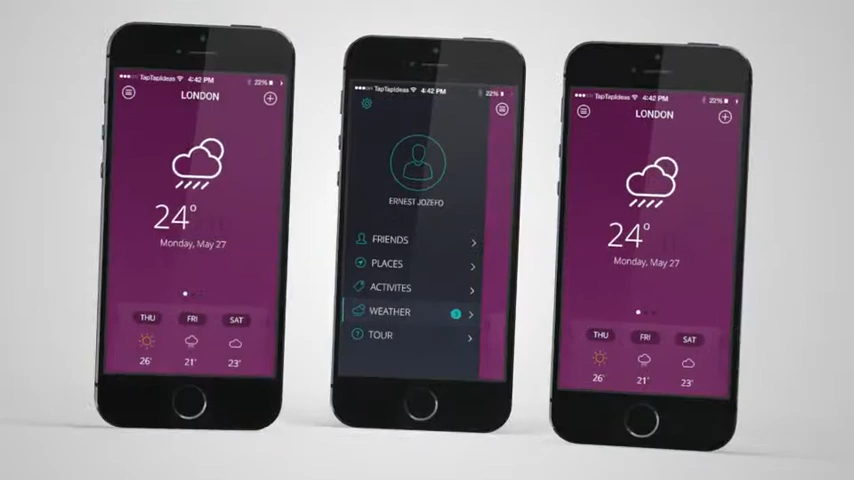 TapTapIdeas 4:42 PM 22%
LONDON
24°
Monday, May 27
THU FRI SAT
26° 21° 23°
TapTapIdeas 4:42 PM 22%
ERNEST JOZEFO
FRIENDS
PLACES
ACTIVITES
WEATHER
TOUR
TapTapIdeas 4:42 PM 22%
LONDON
24°
Monday, May 27
THU FRI SAT
26° 21° 23°